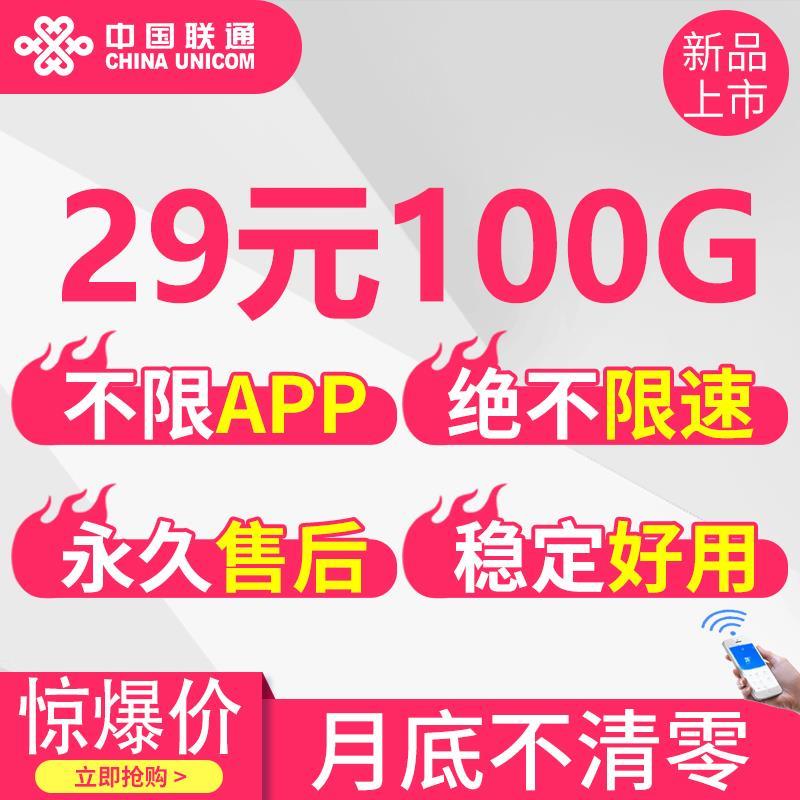 中国联通
CHINA UNICOM
新品
上市
29元100G
不限APP
绝不限速
永久售后
稳定好用
惊爆价
立即抢购 >
月底不清零